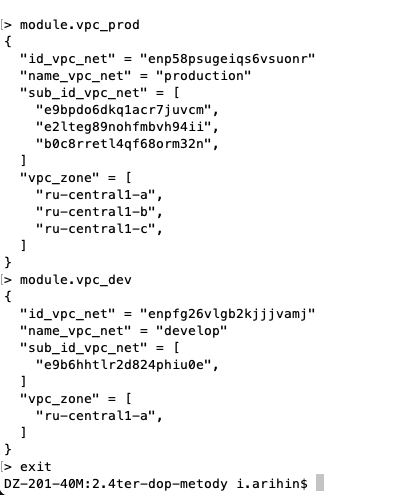 > module.vpc_prod
{
  "id_vpc_net" = "enp58psugeiqs6vsuonr"
  "name_vpc_net" = "production"
  "sub_id_vpc_net" = [
    "e9bpdo6dkq1acr7juvcm",
    "e2lteg89nohfmbvh94ii",
    "b0c8rretl4qf68orm32n",
  ]
  "vpc_zone" = [
    "ru-central1-a",
    "ru-central1-b",
    "ru-central1-c",
  ]
}
> module.vpc_dev
{
  "id_vpc_net" = "enpfg26vlgb2kjjjvamj"
  "name_vpc_net" = "develop"
  "sub_id_vpc_net" = [
    "e9b6hhtlr2d824phiu0e",
  ]
  "vpc_zone" = [
    "ru-central1-a",
  ]
}
> exit
DZ-201-40M:2.4ter-dop-metody i.arihin$